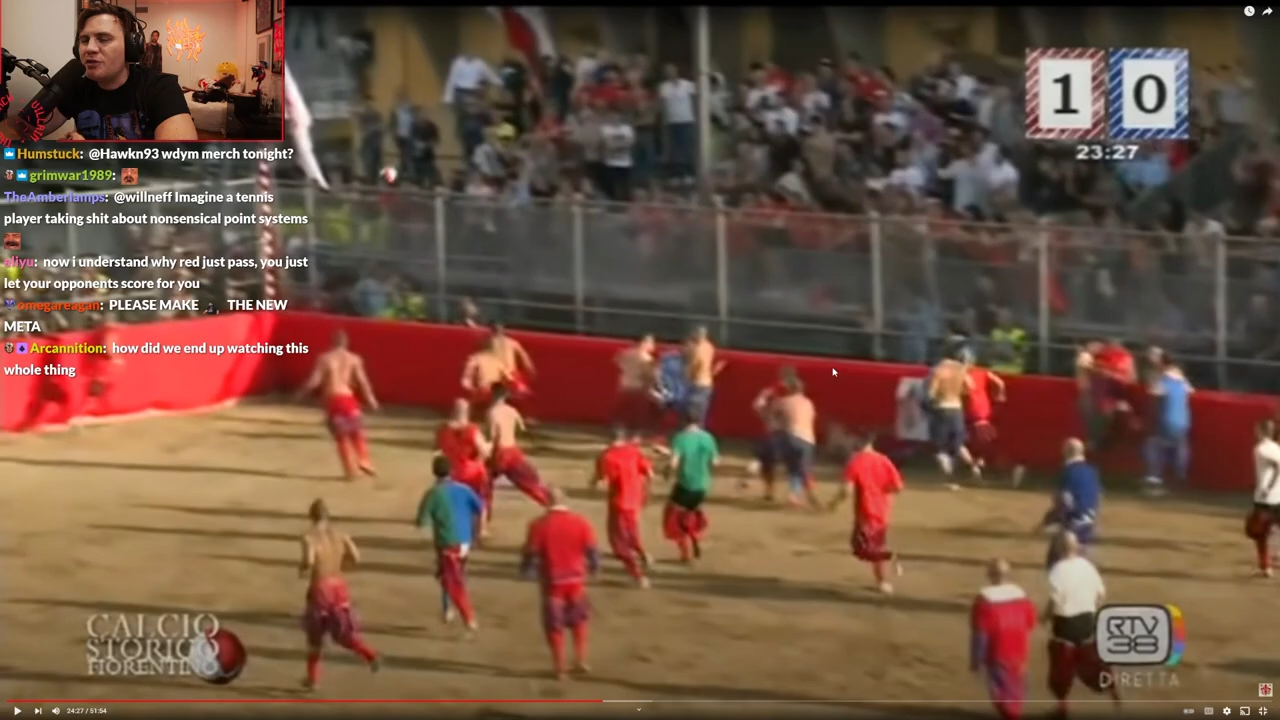 1 0
23:27
Humstuck: @Hawkn93 wdym merch tonight?
grimwar1989:
TheAmberlamps: @willneff Imagine a tennis
player taking shit about nonsensical point systems
eliyu: now i understand why red just pass, you just
let your opponents score for you
omegareagan: PLEASE MAKE THE NEW
META
Arcannition: how did we end up watching this
whole thing
CALCIO
STORICO
FIORENTINO
RTV
38
DIRETTA
24:27 / 51:54